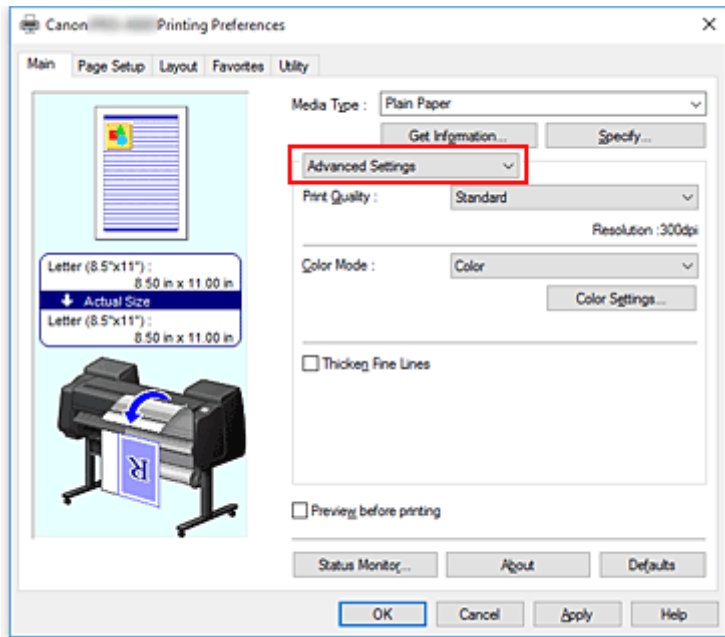 Canon Printing Preferences
Main Page Setup Layout Favorites Utility
Media Type : Plain Paper
Get Information... Specify...
Advanced Settings
Print Quality : Standard
Resolution :300dpi
Color Mode : Color
Color Settings...
Thicken Fine Lines
Letter (8.5"x11") :
8.50 in x 11.00 in
Actual Size
Letter (8.5"x11") :
8.50 in x 11.00 in
R
Preview before printing
Status Monitor... About Defaults
OK Cancel Apply Help